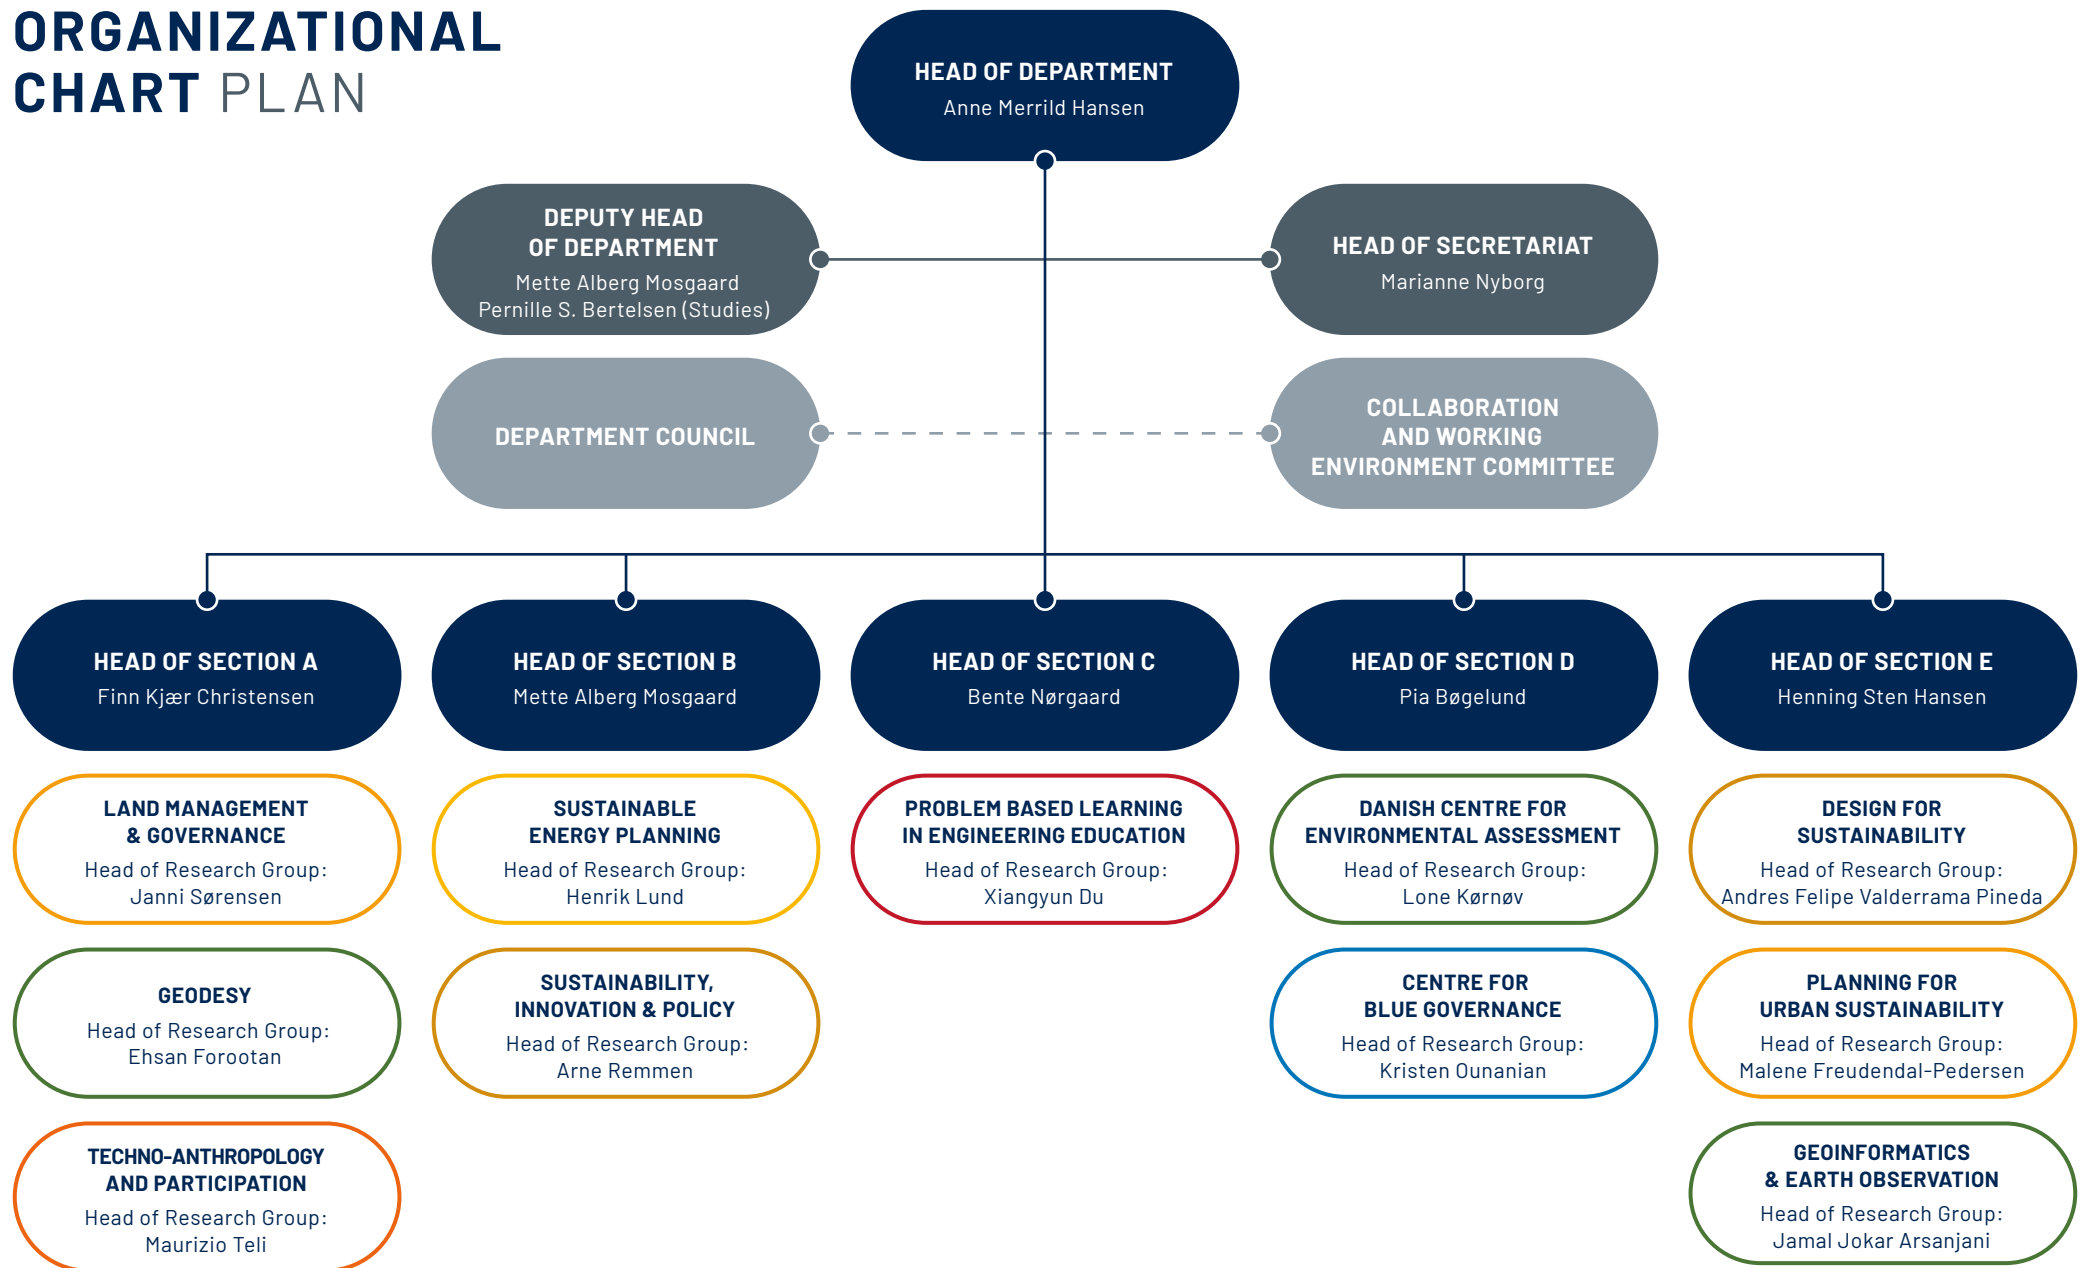 ORGANIZATIONAL
CHART PLAN
HEAD OF DEPARTMENT
Anne Merrild Hansen
DEPUTY HEAD
OF DEPARTMENT
Mette Alberg Mosgaard
Pernille S. Bertelsen (Studies)
HEAD OF SECRETARIAT
Marianne Nyborg
DEPARTMENT COUNCIL
COLLABORATION
AND WORKING
ENVIRONMENT COMMITTEE
HEAD OF SECTION A
Finn Kjær Christensen
HEAD OF SECTION B
Mette Alberg Mosgaard
HEAD OF SECTION C
Bente Nørgaard
HEAD OF SECTION D
Pia Bøgelund
HEAD OF SECTION E
Henning Sten Hansen
LAND MANAGEMENT
& GOVERNANCE
Head of Research Group:
Janni Sørensen
SUSTAINABLE
ENERGY PLANNING
Head of Research Group:
Henrik Lund
PROBLEM BASED LEARNING
IN ENGINEERING EDUCATION
Head of Research Group:
Xiangyun Du
DANISH CENTRE FOR
ENVIRONMENTAL ASSESSMENT
Head of Research Group:
Lone Kørnøv
DESIGN FOR
SUSTAINABILITY
Head of Research Group:
Andres Felipe Valderrama Pineda
GEODESY
Head of Research Group:
Ehsan Forootan
SUSTAINABILITY,
INNOVATION & POLICY
Head of Research Group:
Arne Remmen
CENTRE FOR
BLUE GOVERNANCE
Head of Research Group:
Kristen Ounanian
PLANNING FOR
URBAN SUSTAINABILITY
Head of Research Group:
Malene Freudendal-Pedersen
TECHNO-ANTHROPOLOGY
AND PARTICIPATION
Head of Research Group:
Maurizio Teli
GEOINFORMATICS
& EARTH OBSERVATION
Head of Research Group:
Jamal Jokar Arsanjani